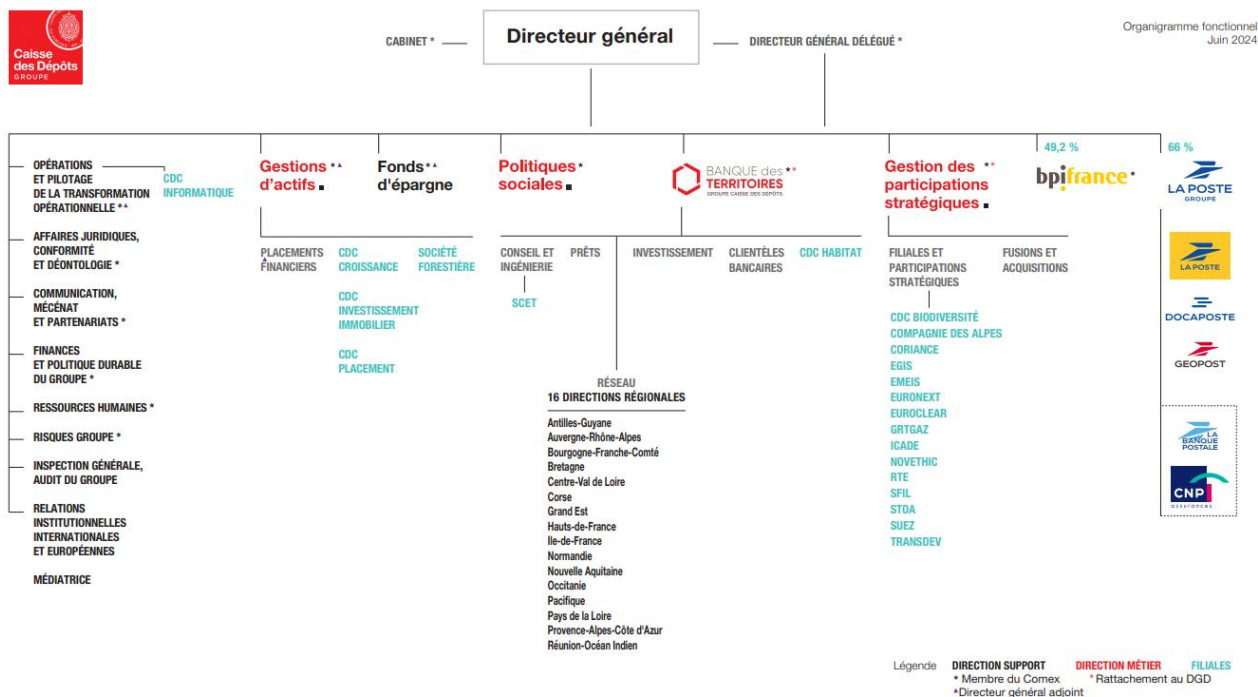 Caisse
des Dépôts
GROUPE
CABINET *
Directeur général
DIRECTEUR GÉNÉRAL DÉLÉGUÉ *
Organigramme fonctionnel
Juin 2024
OPÉRATIONS
ET PILOTAGE
DE LA TRANSFORMATION
OPÉRATIONNELLE *▲
CDC
INFORMATIQUE
AFFAIRES JURIDIQUES,
CONFORMITÉ
ET DÉONTOLOGIE *
COMMUNICATION,
MÉCÉNAT
ET PARTENARIATS *
FINANCES
ET POLITIQUE DURABLE
DU GROUPE *
RESSOURCES HUMAINES *
RISQUES GROUPE *
INSPECTION GÉNÉRALE,
AUDIT DU GROUPE
RELATIONS
INSTITUTIONNELLES
INTERNATIONALES
ET EUROPÉENNES
MÉDIATRICE
Gestions *▲
d'actifs ■
PLACEMENTS
▲FINANCIERS
CDC
CROISSANCE
CDC
INVESTISSEMENT
IMMOBILIER
CDC
PLACEMENT
SOCIÉTÉ
FORESTIÈRE
Fonds *▲
d'épargne
Politiques *
sociales ■
BANQUE des **
TERRITOIRES
GROUPE CAISSE DES DÉPÔTS
CONSEIL ET
INGÉNIERIE
SCET
PRÊTS
INVESTISSEMENT
CLIENTÈLES
BANCAIRES
CDC HABITAT
RÉSEAU
16 DIRECTIONS RÉGIONALES
Antilles-Guyane
Auvergne-Rhône-Alpes
Bourgogne-Franche-Comté
Bretagne
Centre-Val de Loire
Corse
Grand Est
Hauts-de-France
Ile-de-France
Normandie
Nouvelle Aquitaine
Occitanie
Pacifique
Pays de la Loire
Provence-Alpes-Côte d'Azur
Réunion-Océan Indien
Gestion des **
participations
stratégiques ■
FILIALES ET
PARTICIPATIONS
STRATÉGIQUES
CDC BIODIVERSITÉ
COMPAGNIE DES ALPES
CORIANCE
EGIS
EMEIS
EURONEXT
EUROCLEAR
GRTGAZ
ICADE
NOVETHIC
RTE
SFIL
STOA
SUEZ
TRANSDEV
FUSIONS ET
ACQUISITIONS
49,2 %
bpifrance *
66 %
LA POSTE
GROUPE
LA POSTE
DOCAPOSTE
GEOPOST
LA
BANQUE
POSTALE
CNP
assurances
Légende DIRECTION SUPPORT DIRECTION MÉTIER FILIALES
* Membre du Comex * Rattachement au DGD
▲Directeur général adjoint